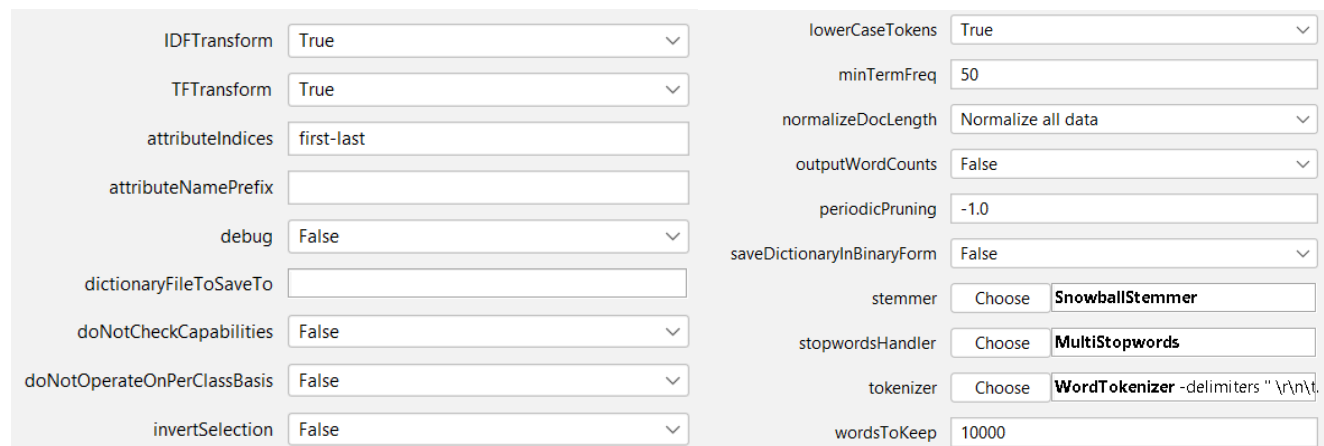 IDFTransform True
TFTransform True
attributeIndices first-last
attributeNamePrefix
debug False
dictionaryFileToSaveTo
doNotCheckCapabilities False
doNotOperateOnPerClassBasis False
invertSelection False
lowerCaseTokens True
minTermFreq 50
normalizeDocLength Normalize all data
outputWordCounts False
periodicPruning -1.0
saveDictionaryInBinaryForm False
stemmer Choose SnowballStemmer
stopwordsHandler Choose MultiStopwords
tokenizer Choose WordTokenizer -delimiters " \r\n\t.
wordsToKeep 10000